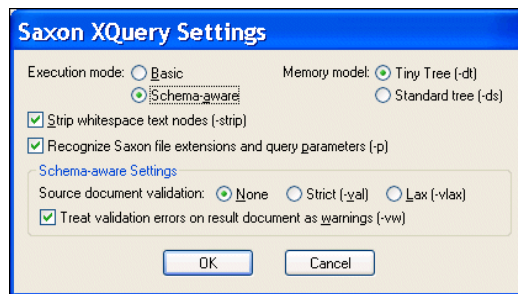 Saxon XQuery Settings
Execution mode: Basic Memory model: Tiny Tree (-dt)
Schema-aware Standard tree (-ds)
Strip whitespace text nodes (-strip)
Recognize Saxon file extensions and query parameters (-p)
Schema-aware Settings
Source document validation: None Strict (-val) Lax (-vlax)
Treat validation errors on result document as warnings (-vw)
OK Cancel